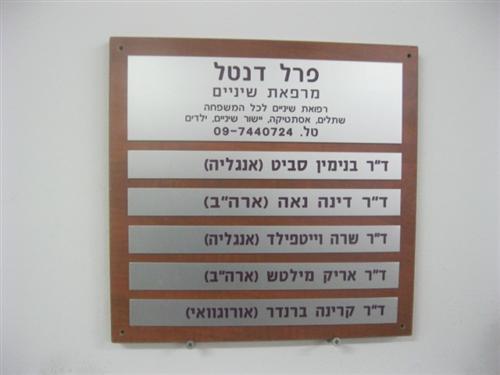 פרל דנטל
מרפאת שיניים
רפואת שיניים לכל המשפחה
שתלים, אסתטיקה, יישור שיניים, ילדים
טל. 09-7440724
ד"ר בנימין סביט (אנגליה)
ד"ר דינה נאה (ארה"ב)
ד"ר שרה וייטפילד (אנגליה)
ד"ר אריק מילטש (ארה"ב)
ד"ר קרינה ברנדר (אורוגוואי)